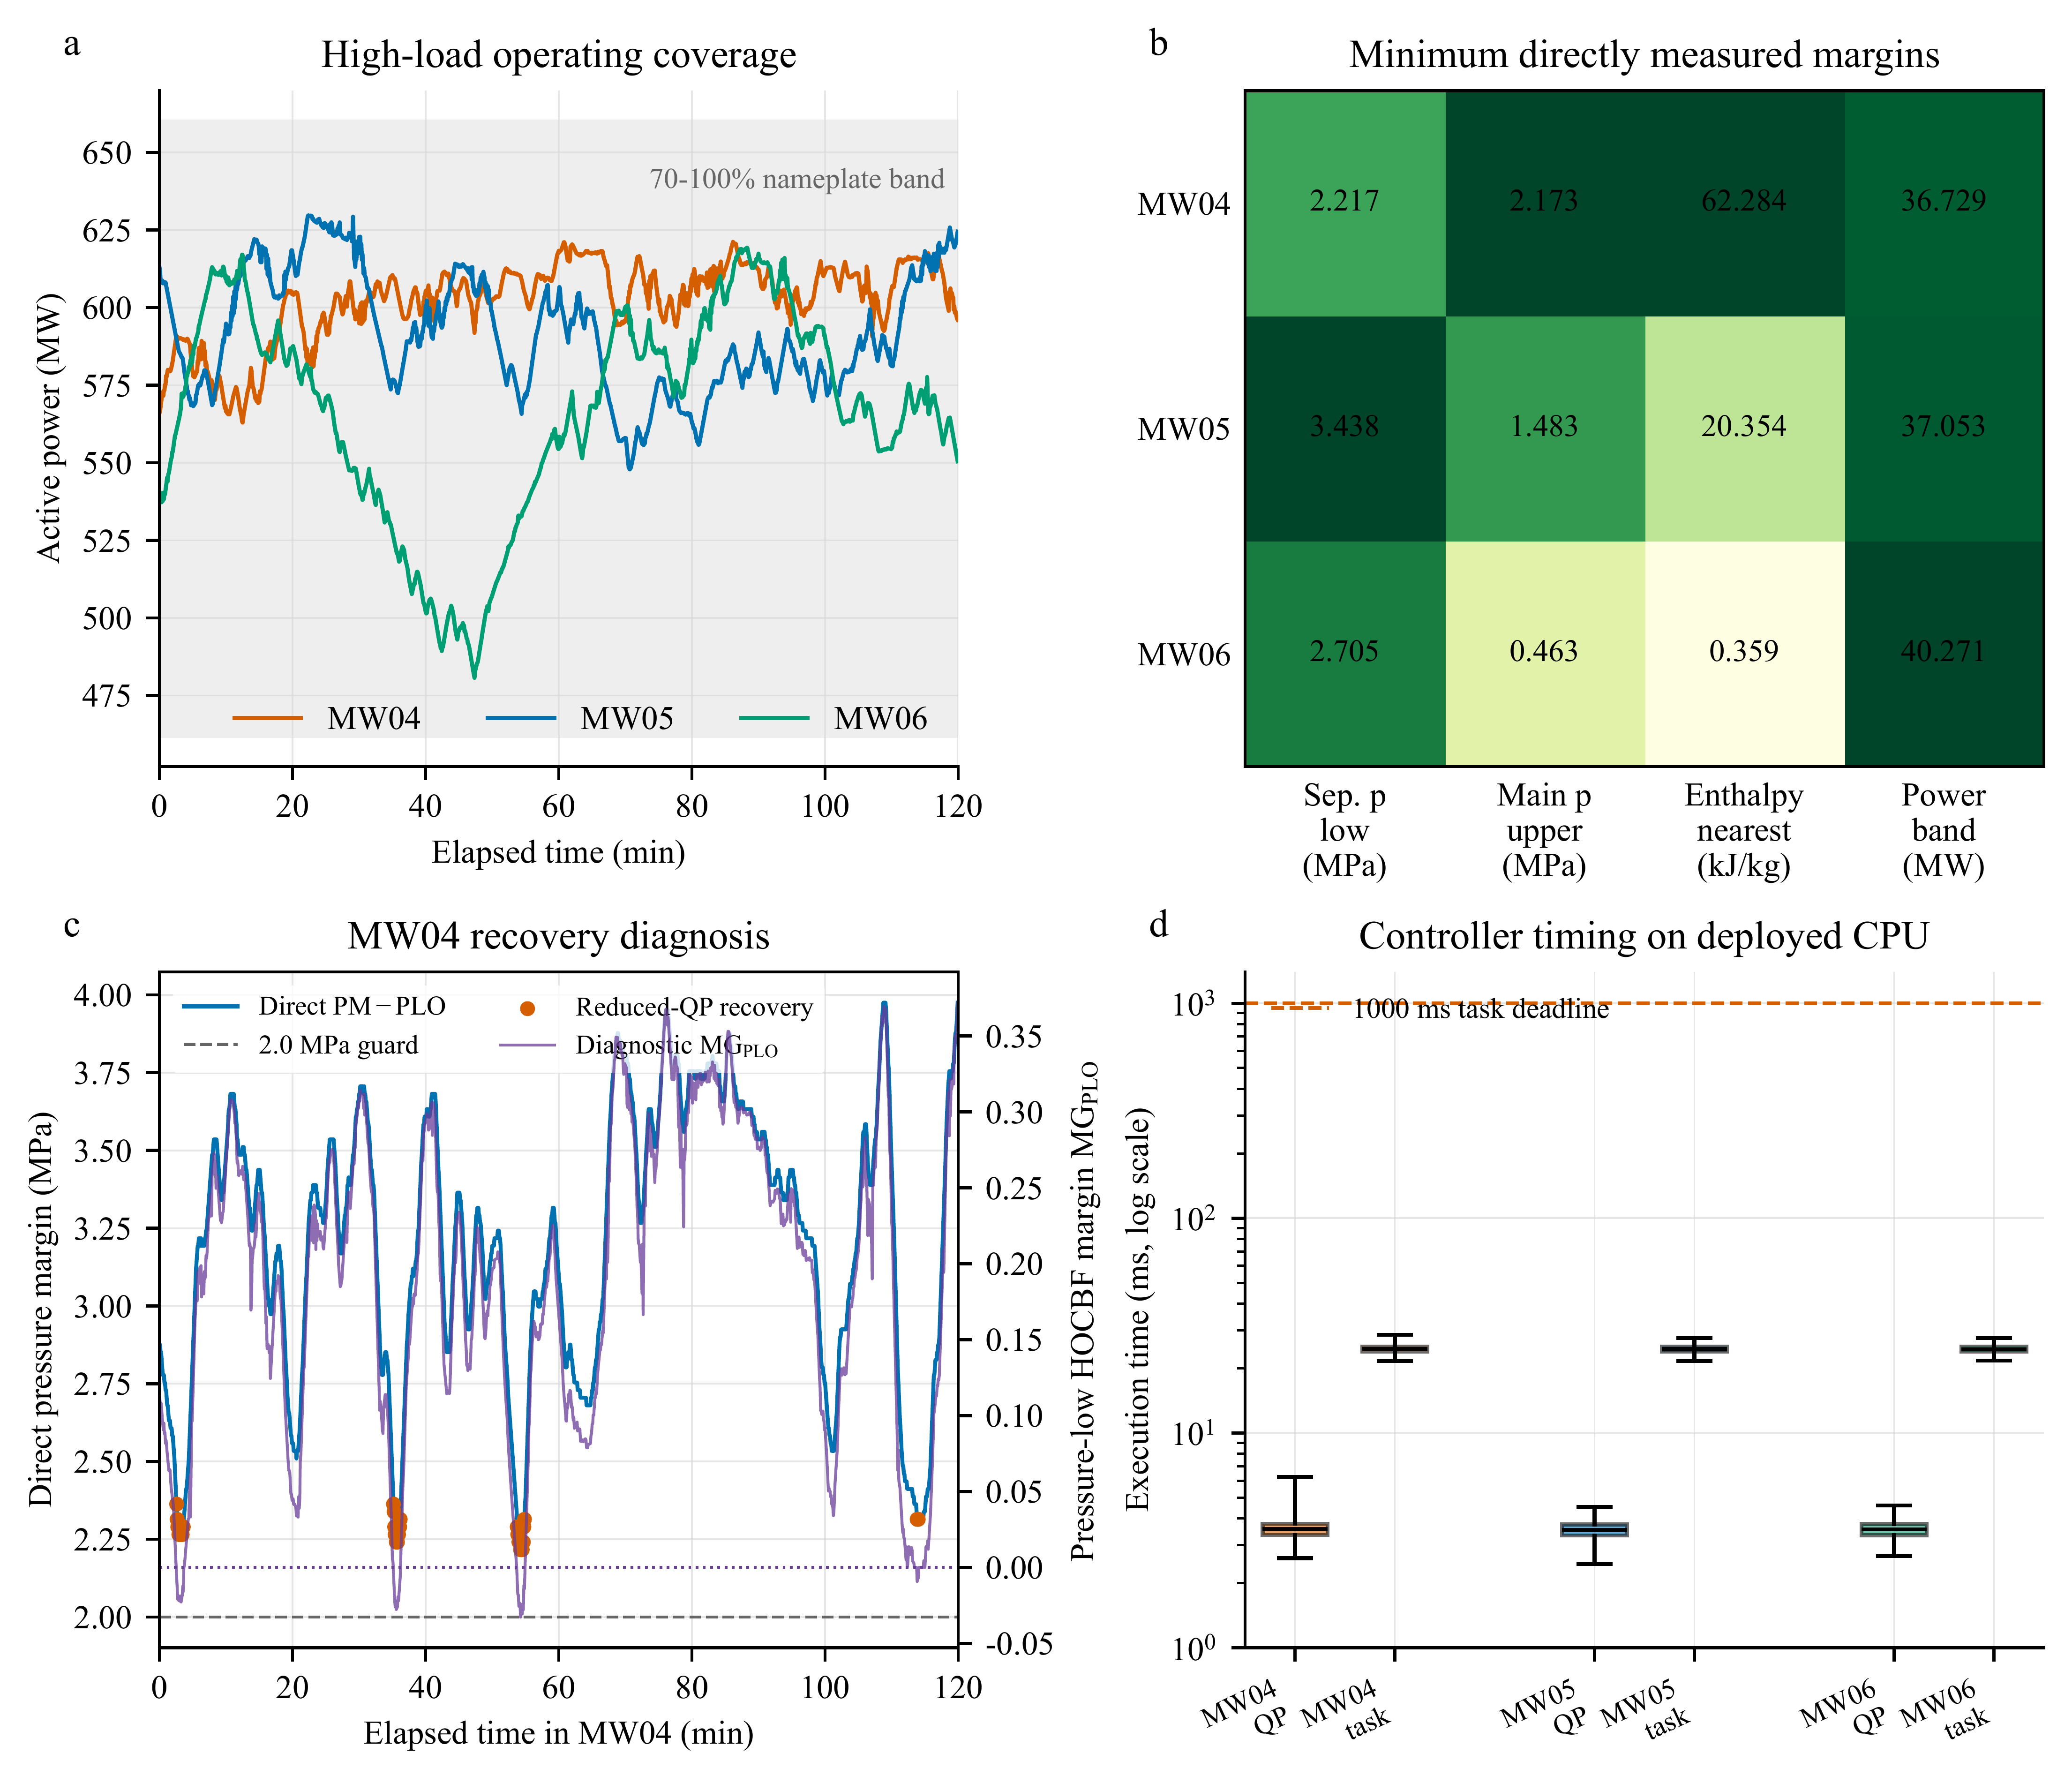 a
High-load operating coverage
70-100% nameplate band
650
625
600
575
550
525
500
475
Active power (MW)
MW04
MW05
MW06
0
20
40
60
80
100
120
Elapsed time (min)
b
Minimum directly measured margins
MW04
2.217
2.173
62.284
36.729
MW05
3.438
1.483
20.354
37.053
MW06
2.705
0.463
0.359
40.271
Sep. p
low
(MPa)
Main p
upper
(MPa)
Enthalpy
nearest
(kJ/kg)
Power
band
(MW)
c
MW04 recovery diagnosis
Direct PM−PLO
2.0 MPa guard
Reduced-QP recovery
Diagnostic MG_PLO
4.00
3.75
3.50
3.25
3.00
2.75
2.50
2.25
2.00
Direct pressure margin (MPa)
0.35
0.30
0.25
0.20
0.15
0.10
0.05
0.00
-0.05
Pressure-low HOCBF margin MG_PLO
0
20
40
60
80
100
120
Elapsed time in MW04 (min)
d
Controller timing on deployed CPU
1000 ms task deadline
10³
10²
10¹
10⁰
Execution time (ms, log scale)
MW04
QP
MW04
task
MW05
QP
MW05
task
MW06
QP
MW06
task